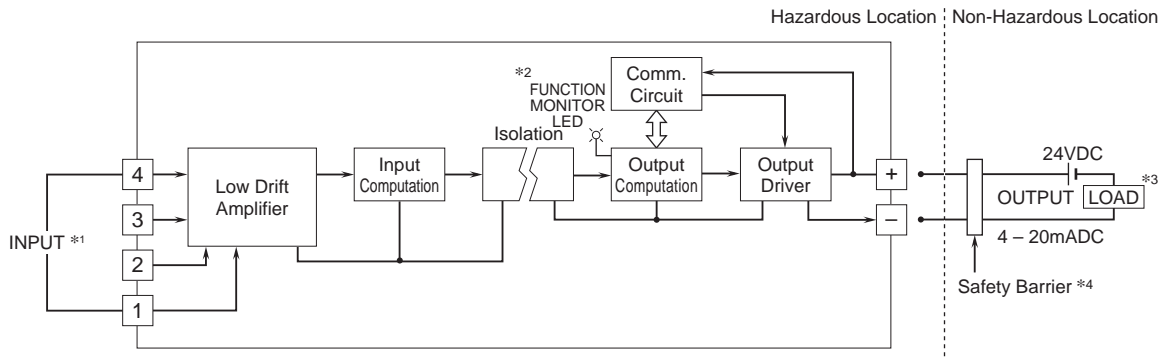 Hazardous Location
Non-Hazardous Location
*2
FUNCTION
MONITOR
LED
Comm.
Circuit
Isolation
4
3
2
1
INPUT *1
Low Drift
Amplifier
Input
Computation
Output
Computation
Output
Driver
+
–
24VDC
OUTPUT
LOAD
*3
4 – 20mADC
Safety Barrier *4